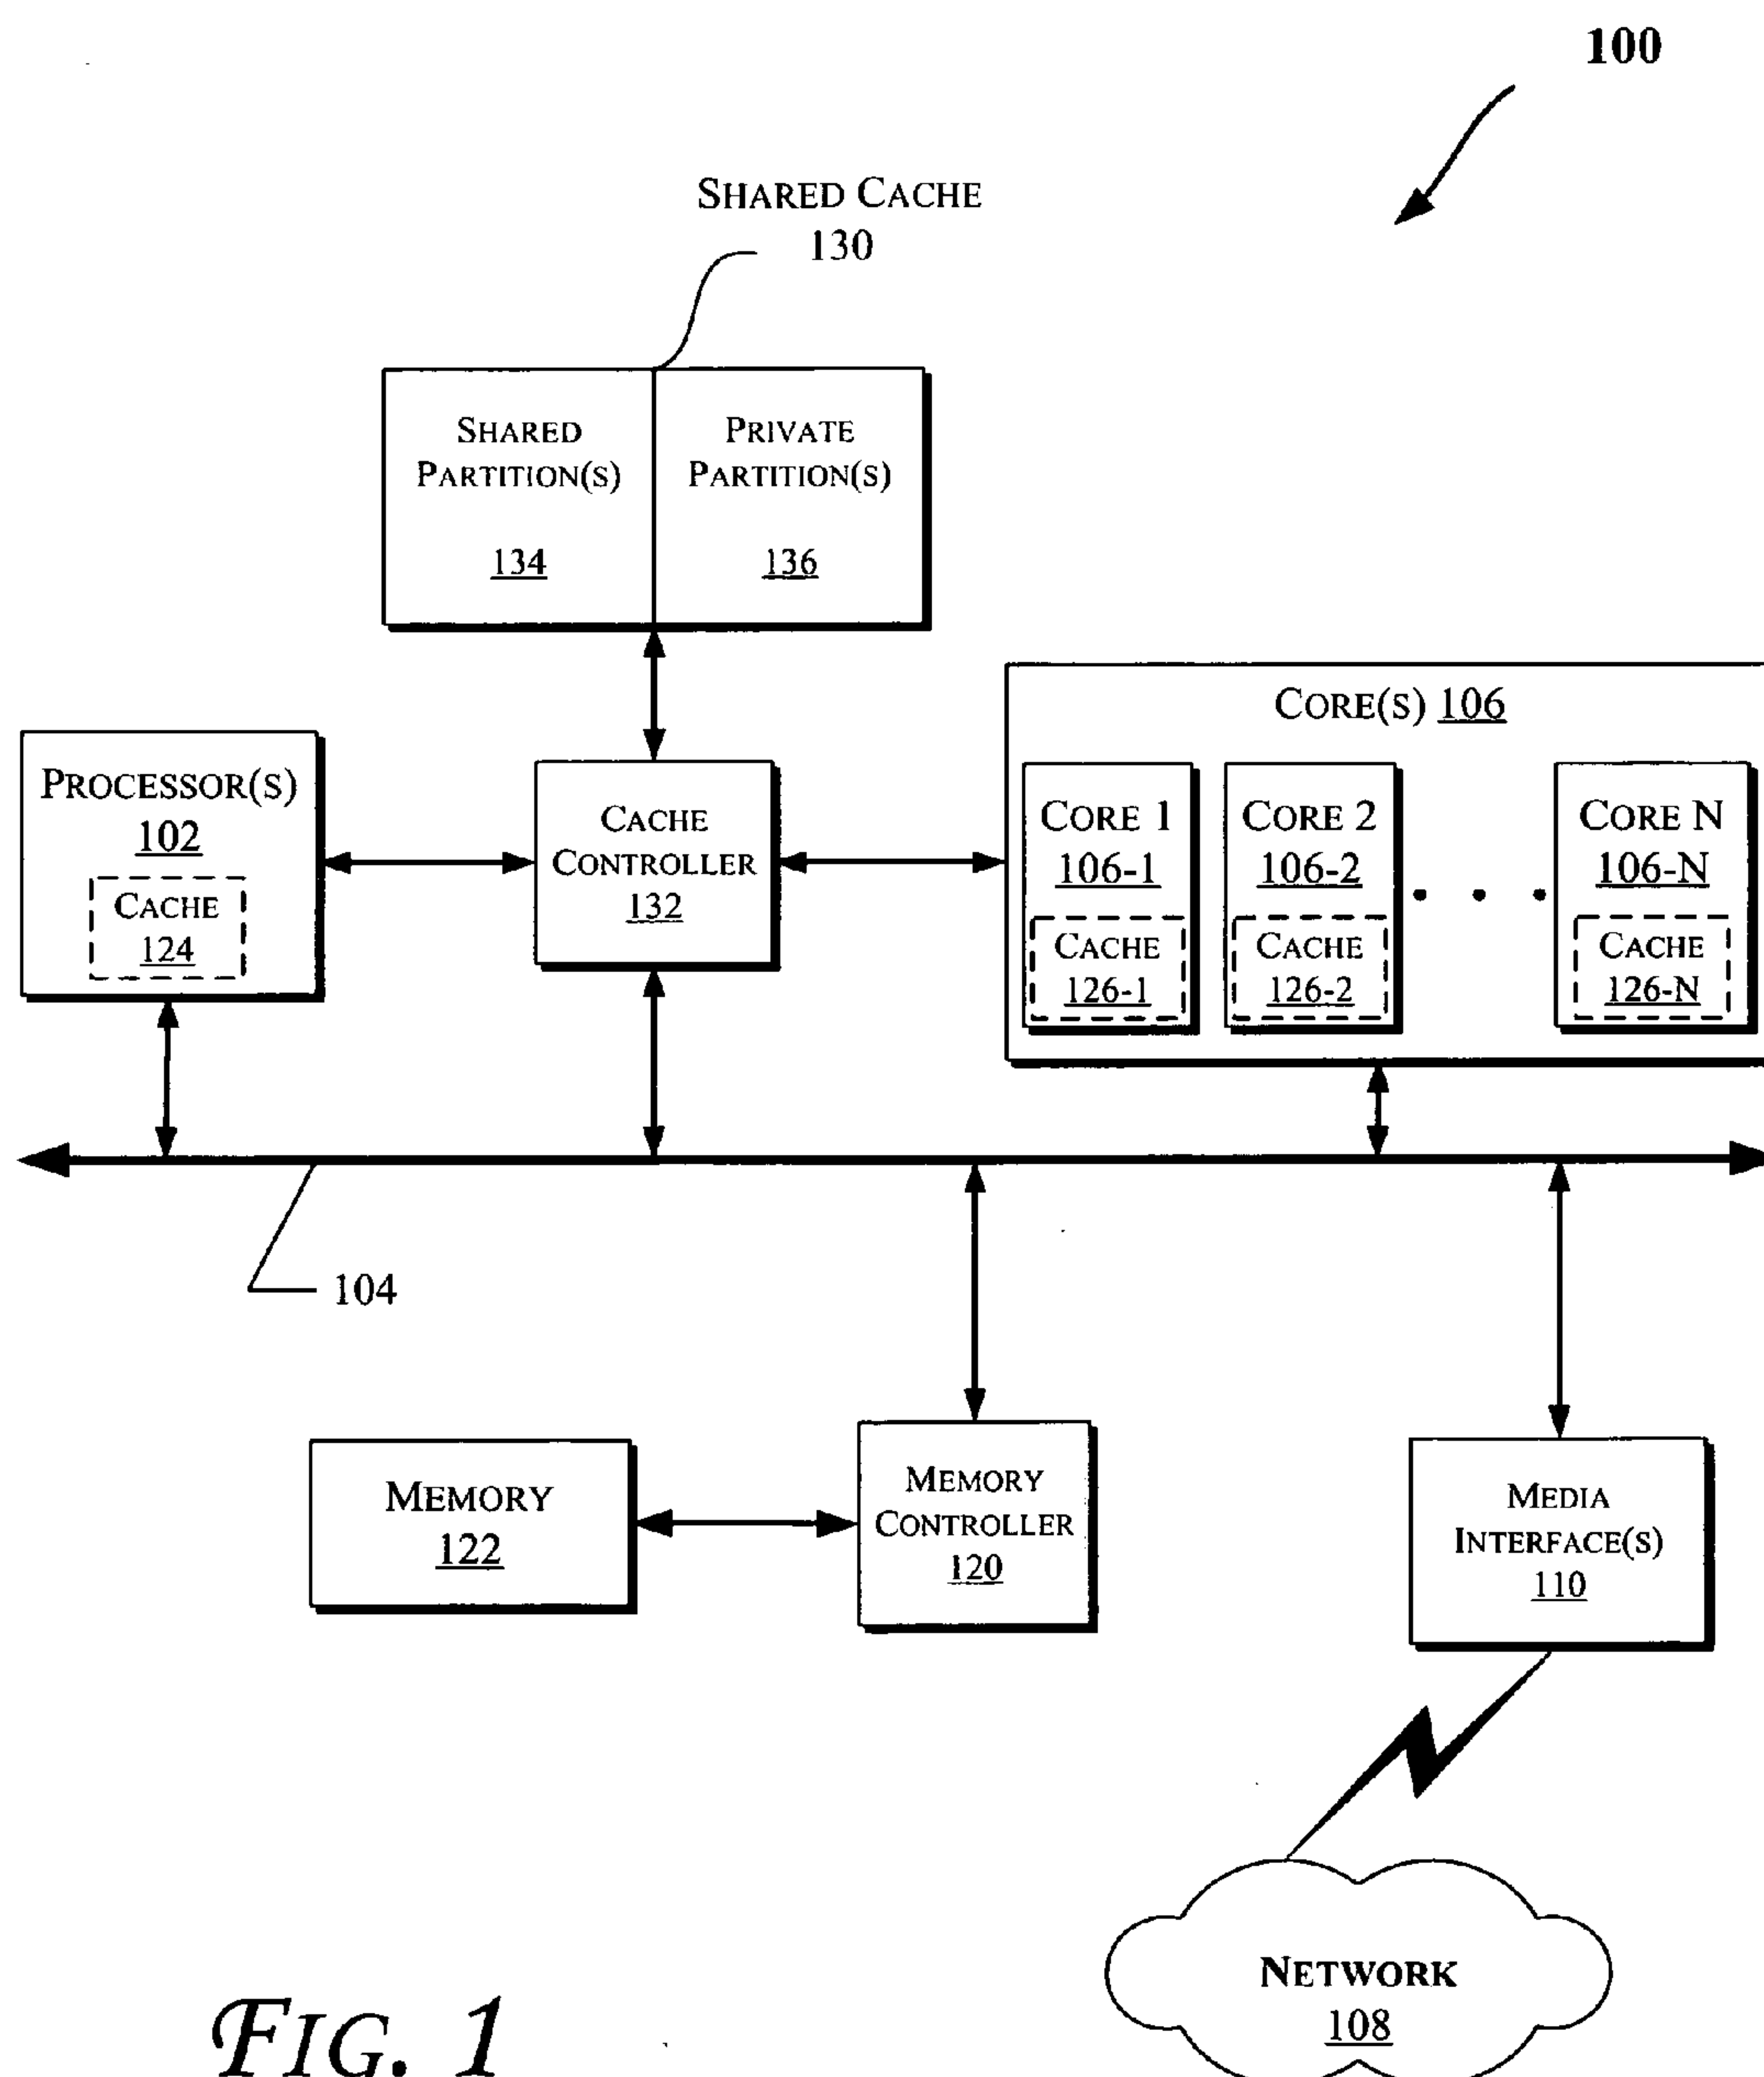 100
SHARED CACHE
130
SHARED
PARTITION(S)
134
PRIVATE
PARTITION(S)
136
CORE(S) 106
PROCESSOR(S)
102
CACHE
124
CACHE
CONTROLLER
132
CORE 1
106-1
CACHE
126-1
CORE 2
106-2
CACHE
126-2
• • •
CORE N
106-N
CACHE
126-N
104
MEMORY
122
MEMORY
CONTROLLER
120
MEDIA
INTERFACE(S)
110
NETWORK
108
FIG. 1